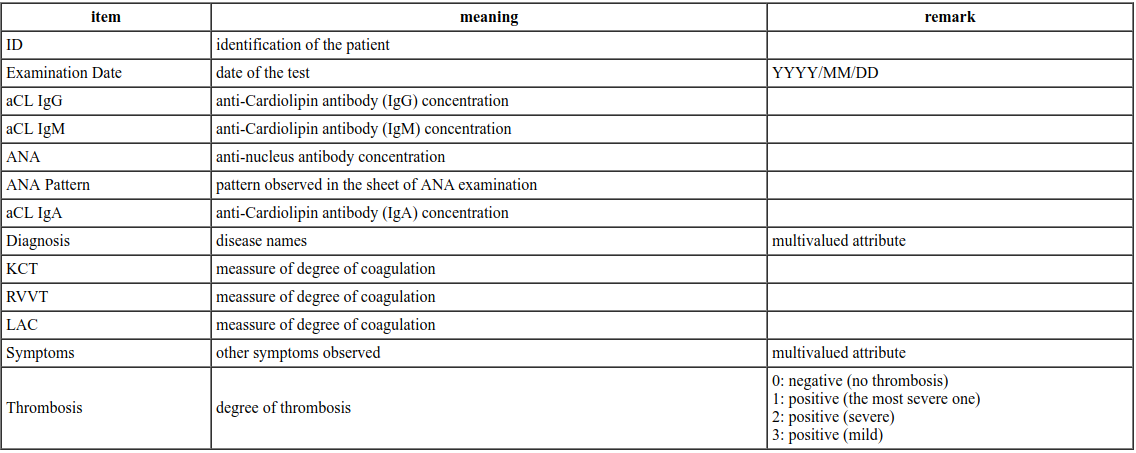 item meaning remark
ID identification of the patient
Examination Date date of the test YYYY/MM/DD
aCL IgG anti-Cardiolipin antibody (IgG) concentration
aCL IgM anti-Cardiolipin antibody (IgM) concentration
ANA anti-nucleus antibody concentration
ANA Pattern pattern observed in the sheet of ANA examination
aCL IgA anti-Cardiolipin antibody (IgA) concentration
Diagnosis disease names multivalued attribute
KCT meassure of degree of coagulation
RVVT meassure of degree of coagulation
LAC meassure of degree of coagulation
Symptoms other symptoms observed multivalued attribute
Thrombosis degree of thrombosis
0: negative (no thrombosis)
1: positive (the most severe one)
2: positive (severe)
3: positive (mild)